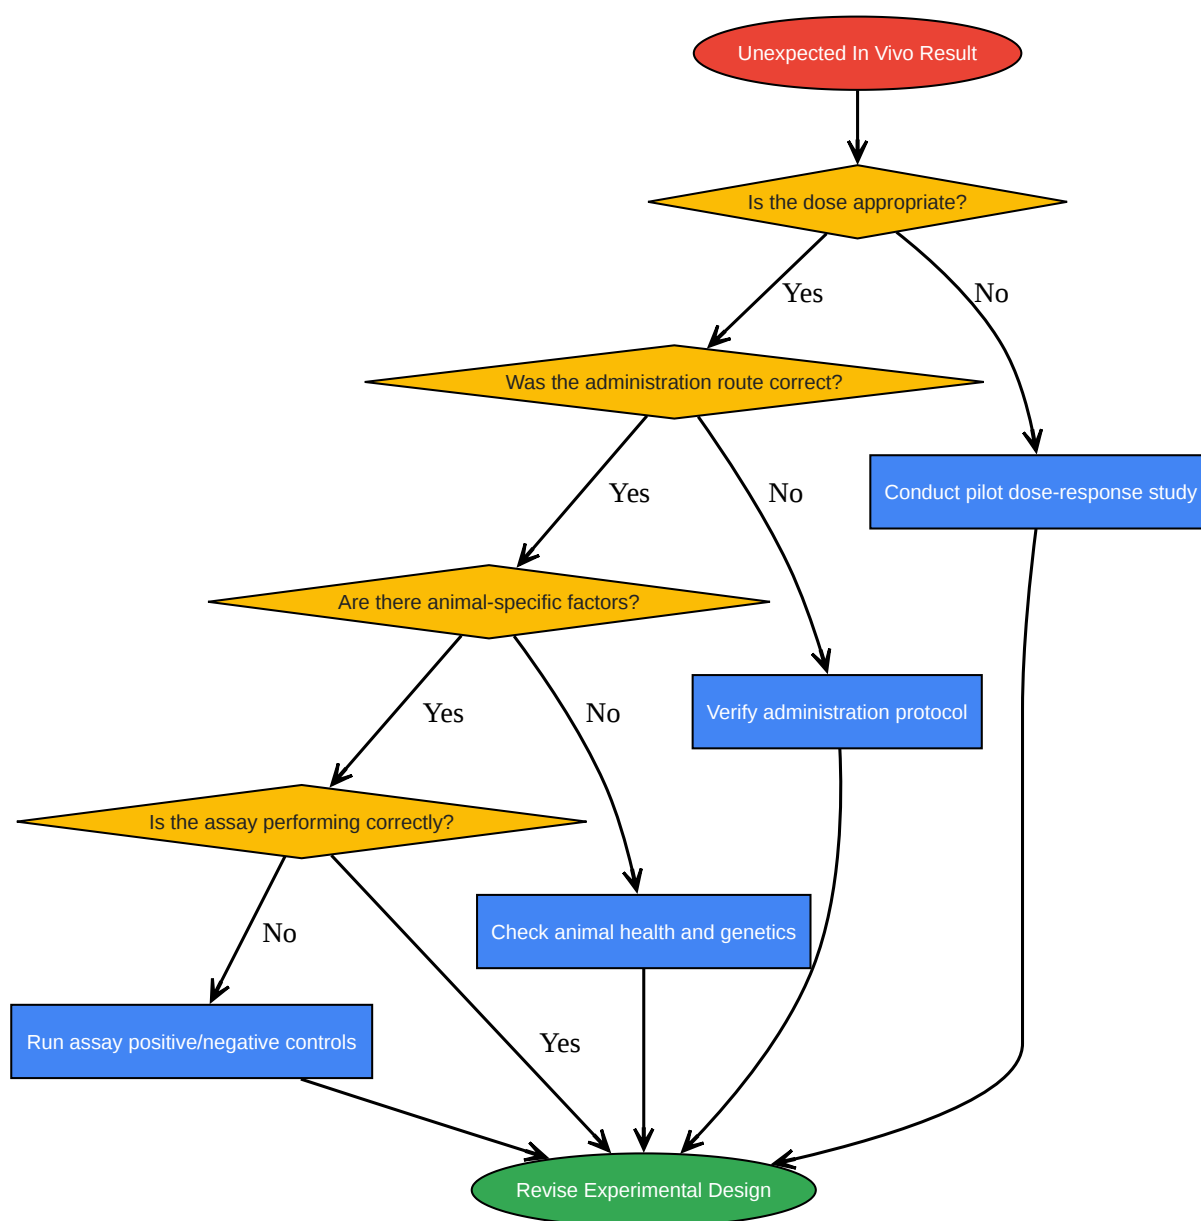 Unexpected In Vivo Result
Is the dose appropriate?
Yes
No
Was the administration route correct?
Yes
No
Conduct pilot dose-response study
Are there animal-specific factors?
Yes
No
Verify administration protocol
Is the assay performing correctly?
No
Yes
Check animal health and genetics
Run assay positive/negative controls
Revise Experimental Design